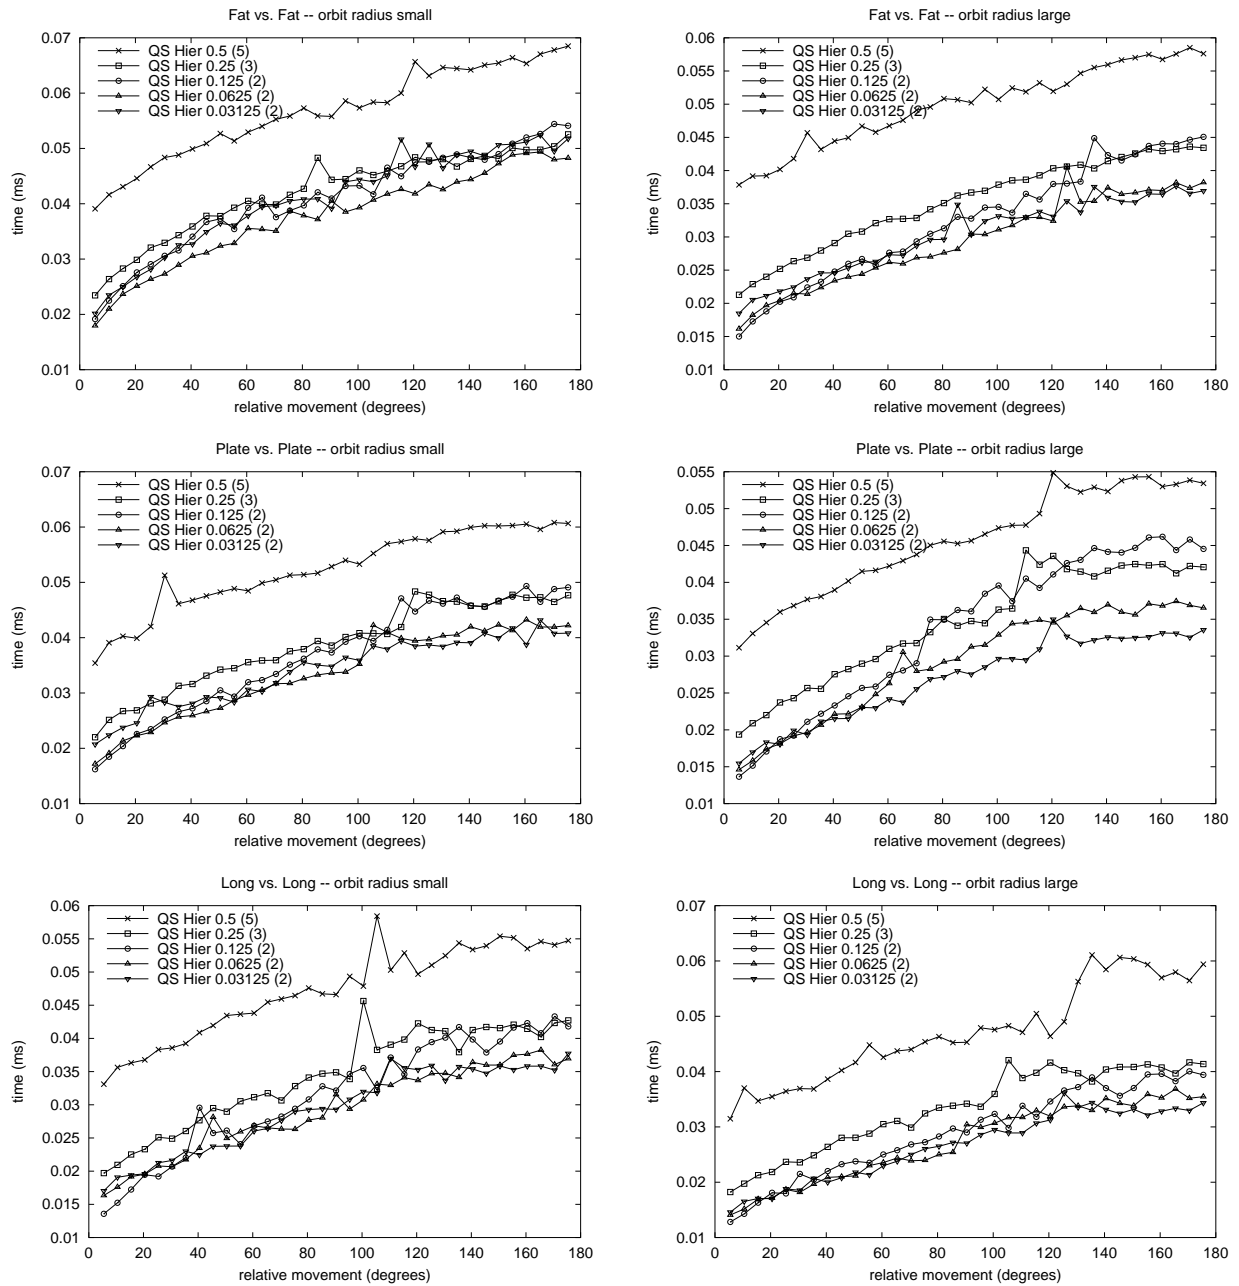 Fat vs. Fat -- orbit radius small
0.07
0.06
0.05
0.04
0.03
0.02
0.01
time (ms)
QS Hier 0.5 (5)
QS Hier 0.25 (3)
QS Hier 0.125 (2)
QS Hier 0.0625 (2)
QS Hier 0.03125 (2)
0 20 40 60 80 100 120 140 160 180
relative movement (degrees)
Fat vs. Fat -- orbit radius large
0.06
0.055
0.05
0.045
0.04
0.035
0.03
0.025
0.02
0.015
0.01
time (ms)
QS Hier 0.5 (5)
QS Hier 0.25 (3)
QS Hier 0.125 (2)
QS Hier 0.0625 (2)
QS Hier 0.03125 (2)
0 20 40 60 80 100 120 140 160 180
relative movement (degrees)
Plate vs. Plate -- orbit radius small
0.07
0.06
0.05
0.04
0.03
0.02
0.01
time (ms)
QS Hier 0.5 (5)
QS Hier 0.25 (3)
QS Hier 0.125 (2)
QS Hier 0.0625 (2)
QS Hier 0.03125 (2)
0 20 40 60 80 100 120 140 160 180
relative movement (degrees)
Plate vs. Plate -- orbit radius large
0.055
0.05
0.045
0.04
0.035
0.03
0.025
0.02
0.015
0.01
time (ms)
QS Hier 0.5 (5)
QS Hier 0.25 (3)
QS Hier 0.125 (2)
QS Hier 0.0625 (2)
QS Hier 0.03125 (2)
0 20 40 60 80 100 120 140 160 180
relative movement (degrees)
Long vs. Long -- orbit radius small
0.06
0.055
0.05
0.045
0.04
0.035
0.03
0.025
0.02
0.015
0.01
time (ms)
QS Hier 0.5 (5)
QS Hier 0.25 (3)
QS Hier 0.125 (2)
QS Hier 0.0625 (2)
QS Hier 0.03125 (2)
0 20 40 60 80 100 120 140 160 180
relative movement (degrees)
Long vs. Long -- orbit radius large
0.07
0.06
0.05
0.04
0.03
0.02
0.01
time (ms)
QS Hier 0.5 (5)
QS Hier 0.25 (3)
QS Hier 0.125 (2)
QS Hier 0.0625 (2)
QS Hier 0.03125 (2)
0 20 40 60 80 100 120 140 160 180
relative movement (degrees)